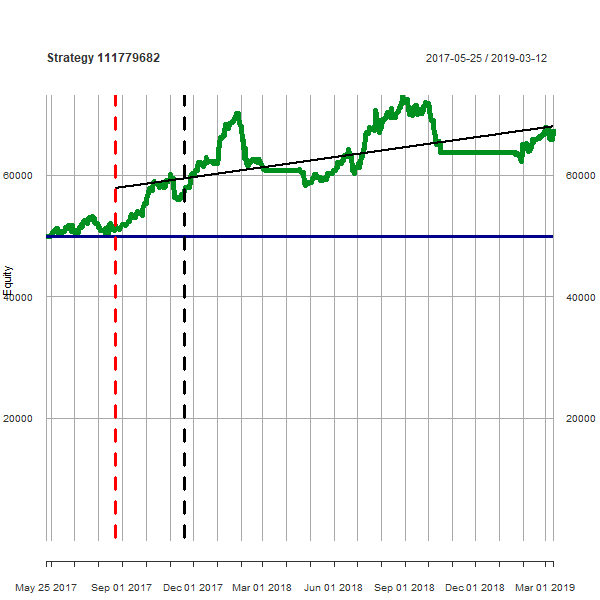 Strategy 111779682
2017-05-25 / 2019-03-12
60000
60000
Equity
40000
40000
20000
20000
May 25 2017
Sep 01 2017
Dec 01 2017
Mar 01 2018
Jun 01 2018
Sep 01 2018
Dec 01 2018
Mar 01 2019